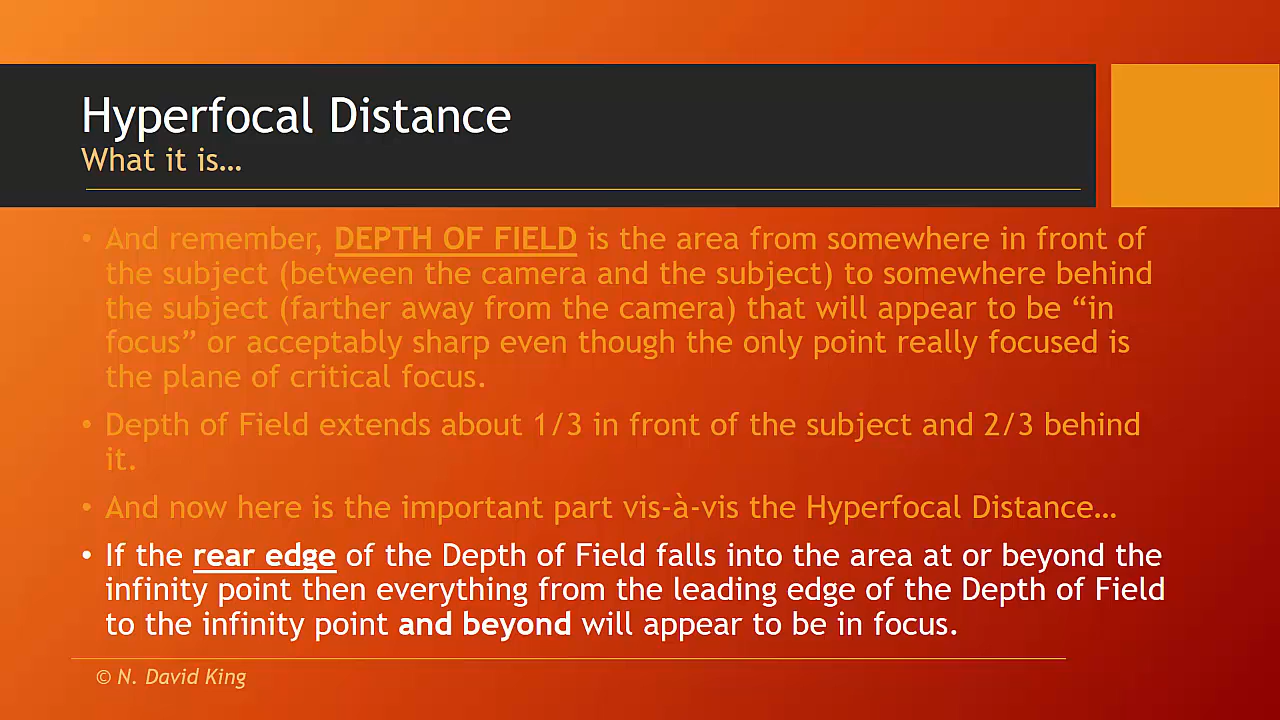 Hyperfocal Distance
What it is…
• And remember, DEPTH OF FIELD is the area from somewhere in front of
the subject (between the camera and the subject) to somewhere behind
the subject (farther away from the camera) that will appear to be “in
focus” or acceptably sharp even though the only point really focused is
the plane of critical focus.
• Depth of Field extends about 1/3 in front of the subject and 2/3 behind
it.
• And now here is the important part vis-à-vis the Hyperfocal Distance…
• If the rear edge of the Depth of Field falls into the area at or beyond the
infinity point then everything from the leading edge of the Depth of Field
to the infinity point and beyond will appear to be in focus.
© N. David King